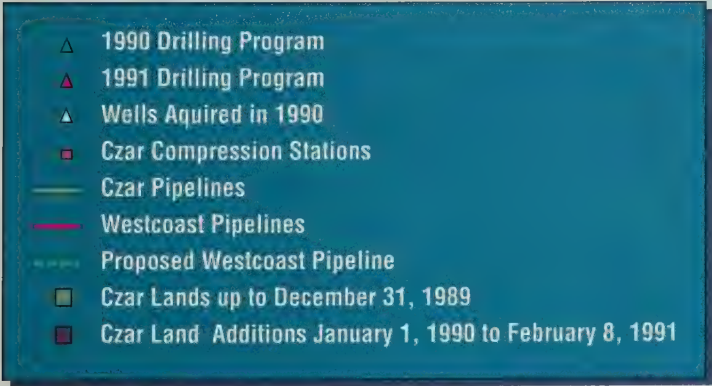 1990 Drilling Program
1991 Drilling Program
Wells Aquired in 1990
Czar Compression Stations
Czar Pipelines
Westcoast Pipelines
Proposed Westcoast Pipeline
Czar Lands up to December 31, 1989
Czar Land Additions January 1, 1990 to February 8, 1991